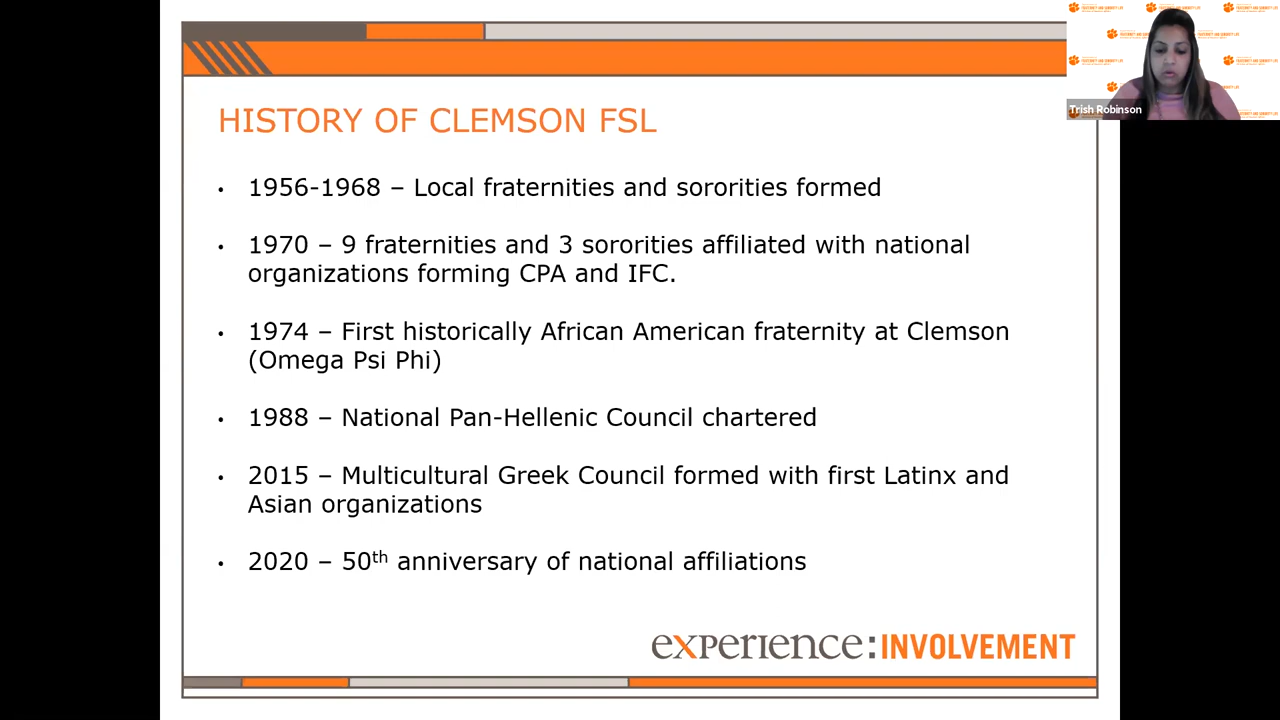 HISTORY OF CLEMSON FSL
• 1956-1968 – Local fraternities and sororities formed
• 1970 – 9 fraternities and 3 sororities affiliated with national
organizations forming CPA and IFC.
• 1974 – First historically African American fraternity at Clemson
(Omega Psi Phi)
• 1988 – National Pan-Hellenic Council chartered
• 2015 – Multicultural Greek Council formed with first Latinx and
Asian organizations
• 2020 – 50th anniversary of national affiliations
experience:INVOLVEMENT
Trish Robinson